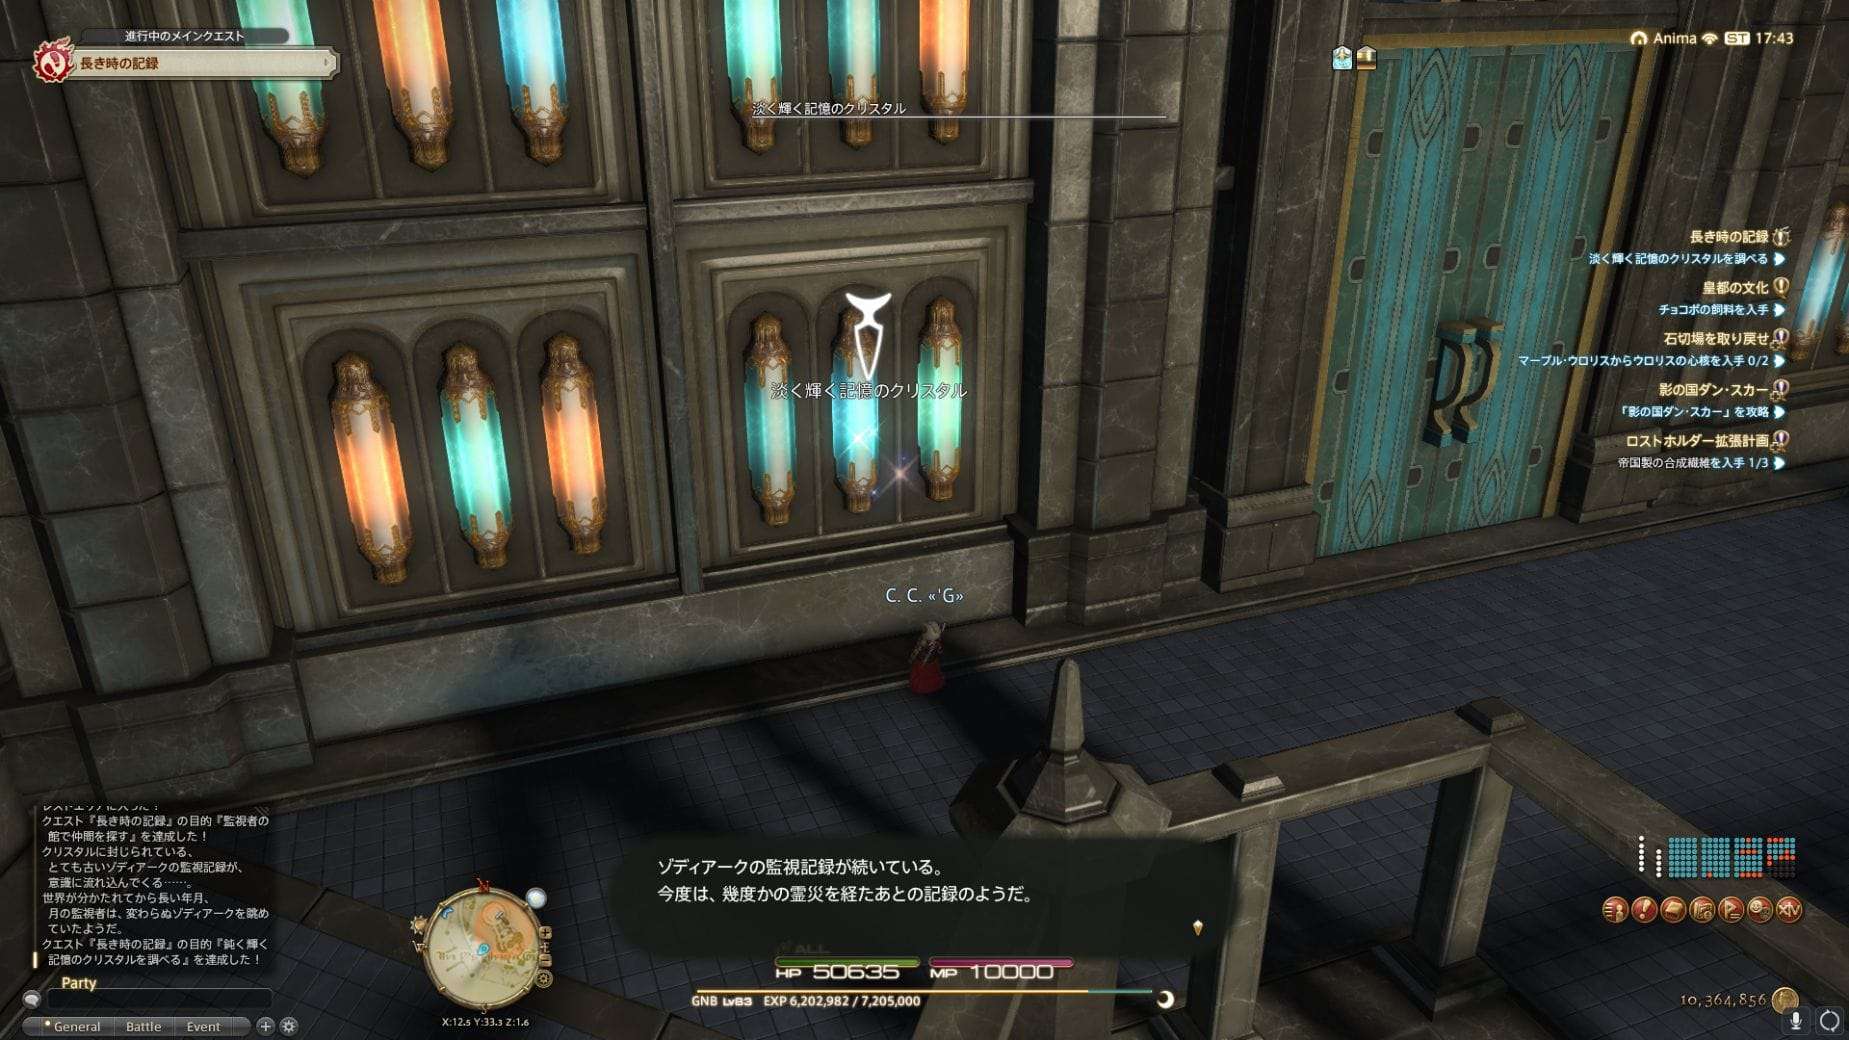 進行中のメインクエスト
長き時の記録
淡く輝く記憶のクリスタル
Anima ST 17:43
長き時の記録
淡く輝く記憶のクリスタルを調べる
皇都の文化
チョコボの飼料を入手
石切場を取り戻せ
マーブル・ウロリスからウロリスの心核を入手 0/2
影の国ダン・スカー
『影の国ダン・スカー』を攻略
ロストホルダー拡張計画
帝国製の合成繊維を入手 1/3
淡く輝く記憶のクリスタル
C. C. «'G»
レストエリアに入った！
クエスト『長き時の記録』の目的『監視者の
館で仲間を探す』を達成した！
クリスタルに封じられている、
とても古いゾディアークの監視記録が、
意識に流れ込んでくる……。
世界が分かたれてから長い年月、
月の監視者は、変わらぬゾディアークを眺め
ていたようだ。
クエスト『長き時の記録』の目的『鈍く輝く
記憶のクリスタルを調べる』を達成した！
Party
General Battle Event
N
X:12.5 Y:33.3 Z:1.6
ゾディアークの監視記録が続いている。
今度は、幾度かの霊災を経たあとの記録のようだ。
ALL
HP 50635 MP 10000
GNB Lv83 EXP 6,202,982 / 7,205,000
XIV
10,364,856